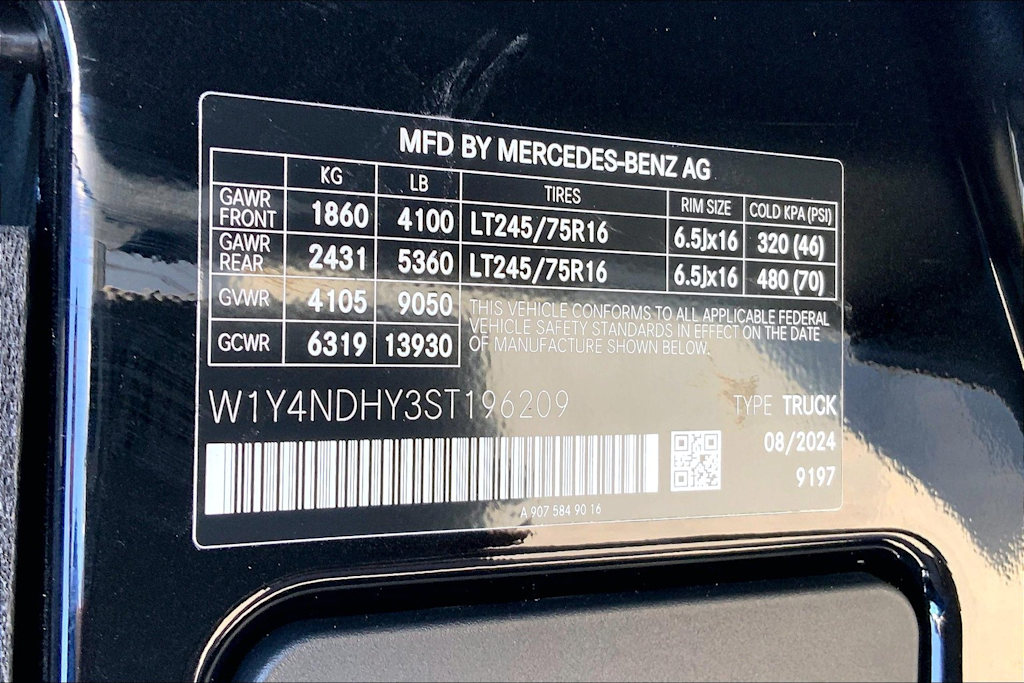 MFD BY MERCEDES-BENZ AG
KG LB TIRES RIM SIZE COLD KPA (PSI)
GAWR FRONT 1860 4100 LT245/75R16 6.5Jx16 320 (46)
GAWR REAR 2431 5360 LT245/75R16 6.5Jx16 480 (70)
GVWR 4105 9050
GCWR 6319 13930
THIS VEHICLE CONFORMS TO ALL APPLICABLE FEDERAL
VEHICLE SAFETY STANDARDS IN EFFECT ON THE DATE
OF MANUFACTURE SHOWN BELOW.
W1Y4NDHY3ST196209 TYPE TRUCK
08/2024
9197
A 907 584 90 16